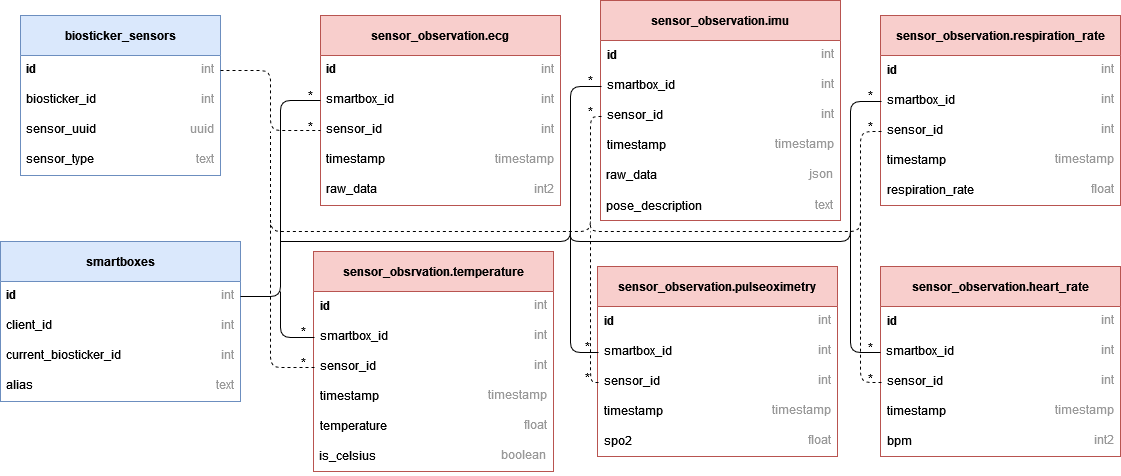 biosticker_sensors
id int
biosticker_id int
sensor_uuid uuid
sensor_type text
sensor_observation.ecg
id int
* smartbox_id int
* sensor_id int
timestamp timestamp
raw_data int2
sensor_observation.imu
id int
* smartbox_id int
* sensor_id int
timestamp timestamp
raw_data json
pose_description text
sensor_observation.respiration_rate
id int
* smartbox_id int
* sensor_id int
timestamp timestamp
respiration_rate float
smartboxes
id int
client_id int
current_biosticker_id int
alias text
sensor_obsrvation.temperature
id int
* smartbox_id int
* sensor_id int
timestamp timestamp
temperature float
is_celsius boolean
sensor_observation.pulseoximetry
id int
* smartbox_id int
* sensor_id int
timestamp timestamp
spo2 float
sensor_observation.heart_rate
id int
* smartbox_id int
* sensor_id int
timestamp timestamp
bpm int2